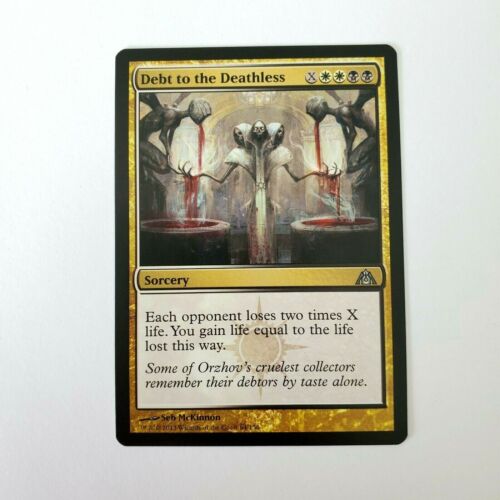 Debt to the Deathless X
Sorcery
Each opponent loses two times X
life. You gain life equal to the life
lost this way.
Some of Orzhov's cruelest collectors
remember their debtors by taste alone.
Seb McKinnon